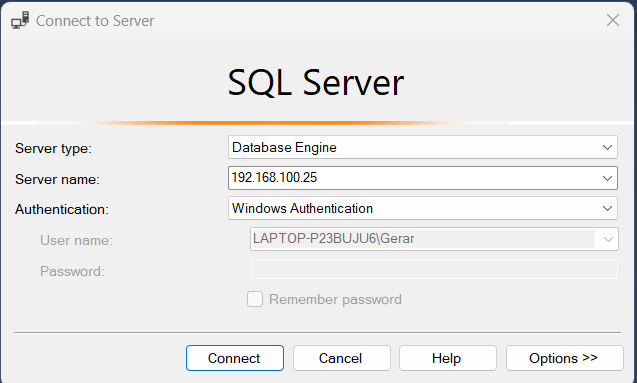 Connect to Server
SQL Server
Server type: Database Engine
Server name: 192.168.100.25
Authentication: Windows Authentication
User name: LAPTOP-P23BUJU6\Gerar
Password:
Remember password
Connect Cancel Help Options >>